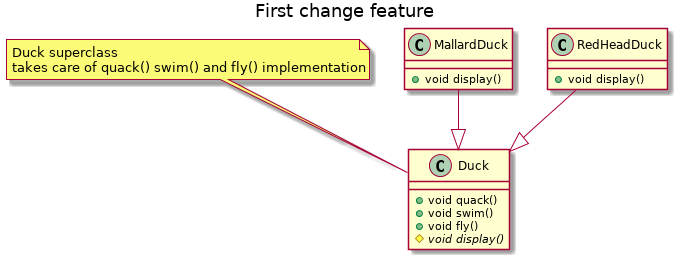 First change feature
Duck superclass
takes care of quack() swim() and fly() implementation
C MallardDuck
void display()
C RedHeadDuck
void display()
C Duck
void quack()
void swim()
void fly()
void display()